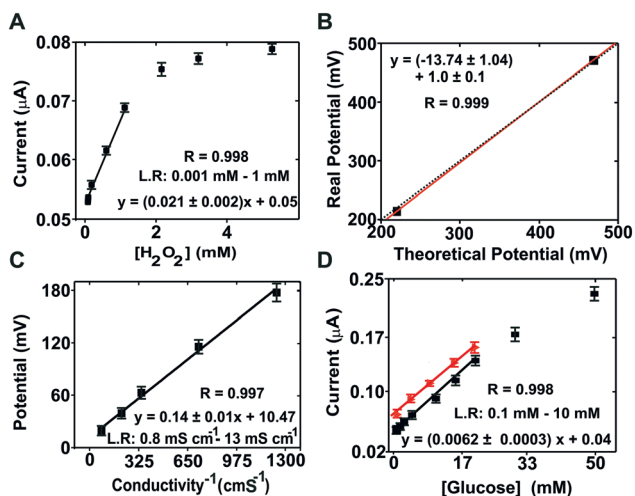 A
Current (µA)
0.08
0.07
0.06
0.05
R = 0.998
L.R: 0.001 mM - 1 mM
y = (0.021 ± 0.002)x + 0.05
0 2 4 6
[H2O2] (mM)
B
Real Potential (mV)
500
400
300
200
y = (-13.74 ± 1.04)
+ 1.0 ± 0.1
R = 0.999
200 300 400 500
Theoretical Potential (mV)
C
Potential (mV)
180
120
60
0
R = 0.997
y = 0.14 ± 0.01x + 10.47
L.R: 0.8 mS cm-1- 13 mS cm-1
0 325 650 975 1300
Conductivity-1 (cmS-1)
D
Current (µA)
0.25
0.17
0.10
0.02
R = 0.998
L.R: 0.1 mM - 10 mM
y = (0.0062 ± 0.0003) x + 0.04
0 17 33 50
[Glucose] (mM)